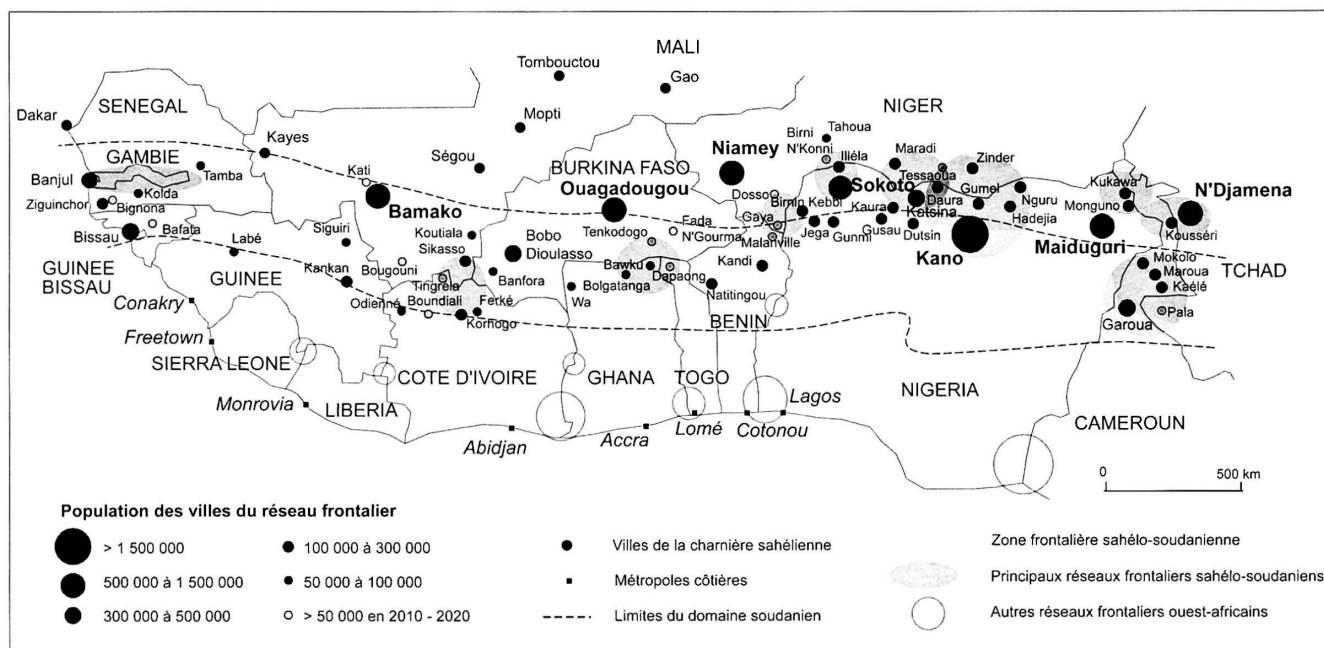 MALI
Tombouctou
Gao
SENEGAL
NIGER
Dakar
Mopti
Birni
N'Konni
Tahoua
Kayes
Illéla
Maradi
Zinder
GAMBIE
Ségou
BURKINA FASO
Niamey
Tessaoua
Kati
Tamba
Banjul
Ouagadougou
Sokoto
Gumel
Kukawa
N'Djamena
Kolda
Dosso
Birnin Kebbi
Daura
Nguru
Monguno
Ziguinchor
Bignona
Bamako
Kaura
Katsina
Hadejia
Gaya
Fada
N'Gourma
Bissau
Bafata
Siguiri
Koutiala
Tenkodogo
Malanville
Jega
Gunmi
Gusau
Dutsin
Kousséri
Labé
Sikasso
Bobo
Dioulasso
Kano
Maiduguri
GUINEE
BISSAU
GUINEE
Kankan
Bougouni
Bawku
Dapaong
Kandi
Mokolo
TCHAD
Tingrela
Banfora
Bolgatanga
Maroua
Kaélé
Conakry
Odienné
Boundiali
Ferké
Wa
Natitingou
Korhogo
BENIN
Garoua
Pala
Freetown
SIERRA LEONE
COTE D'IVOIRE
GHANA
TOGO
NIGERIA
Monrovia
LIBERIA
Lagos
Abidjan
Accra
Lomé
Cotonou
CAMEROUN
0
500 km
Population des villes du réseau frontalier
> 1 500 000
500 000 à 1 500 000
300 000 à 500 000
100 000 à 300 000
50 000 à 100 000
> 50 000 en 2010 - 2020
Villes de la charnière sahélienne
Métropoles côtières
Limites du domaine soudanien
Zone frontalière sahélo-soudanienne
Principaux réseaux frontaliers sahélo-soudaniens
Autres réseaux frontaliers ouest-africains